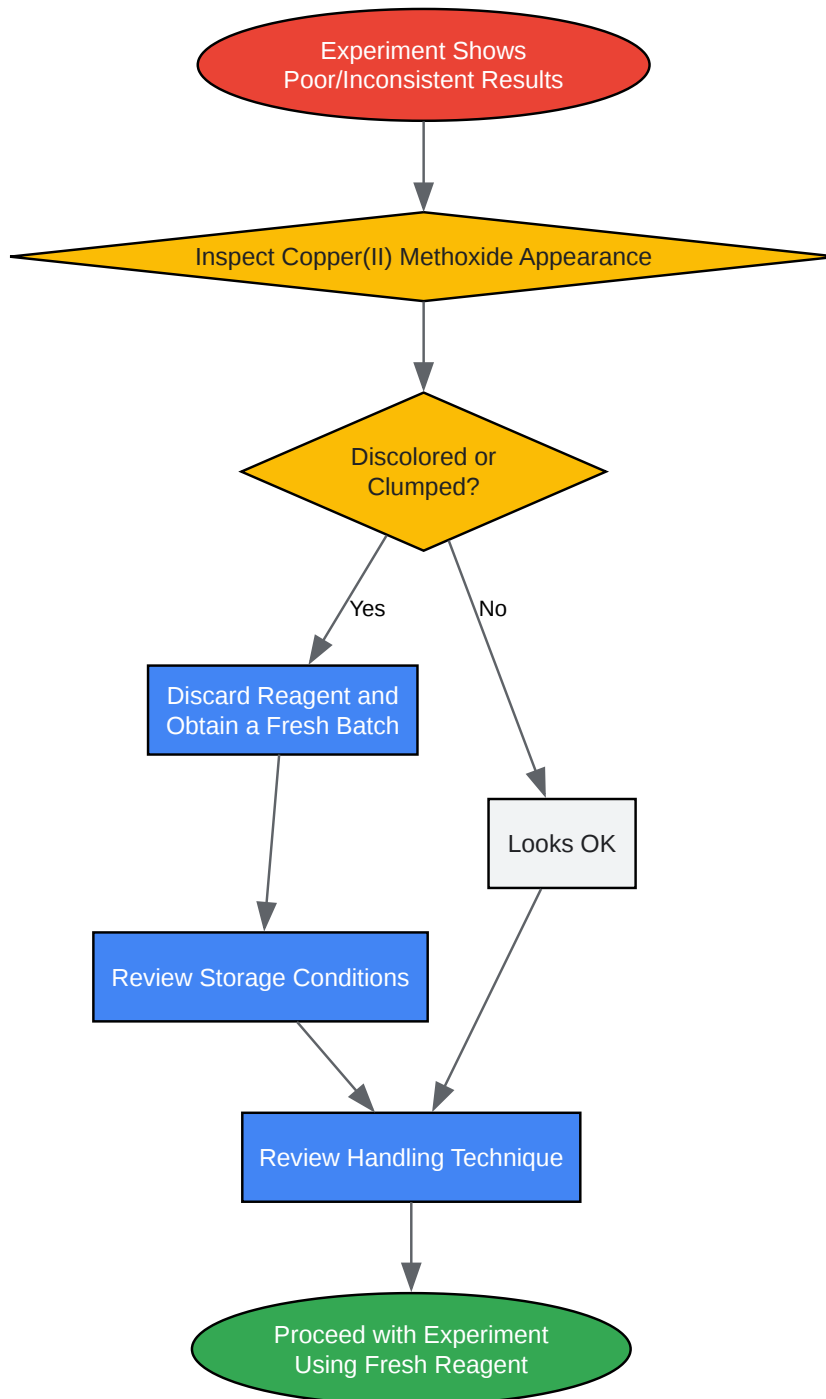 Experiment Shows
Poor/Inconsistent Results
Inspect Copper(II) Methoxide Appearance
Discolored or
Clumped?
Yes
No
Discard Reagent and
Obtain a Fresh Batch
Looks OK
Review Storage Conditions
Review Handling Technique
Proceed with Experiment
Using Fresh Reagent